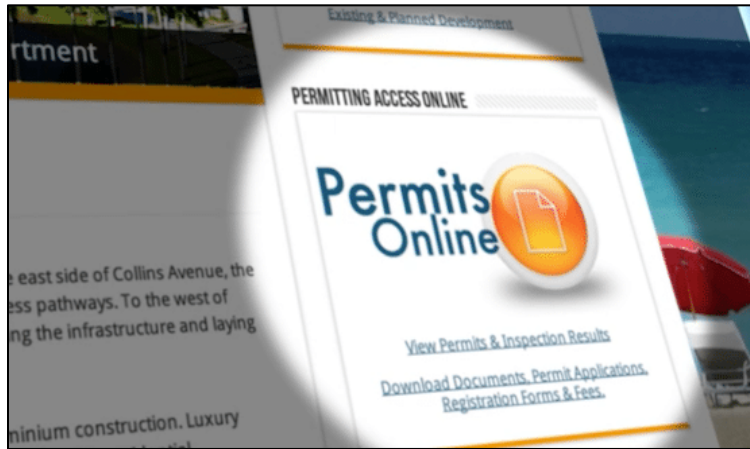 Existing & Planned Development
rtment
PERMITTING ACCESS ONLINE
Permits
Online
east side of Collins Avenue, the
ess pathways. To the west of
ng the infrastructure and laying
View Permits & Inspection Results
Download Documents, Permit Applications,
Registration Forms & Fees.
minium construction. Luxury